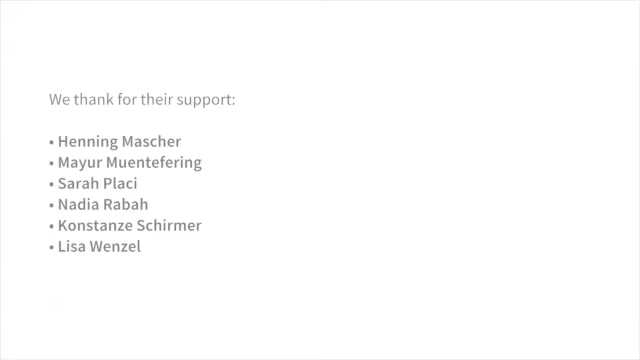 We thank for their support:
• Henning Mascher
• Mayur Muentefering
• Sarah Placi
• Nadia Rabah
• Konstanze Schirmer
• Lisa Wenzel